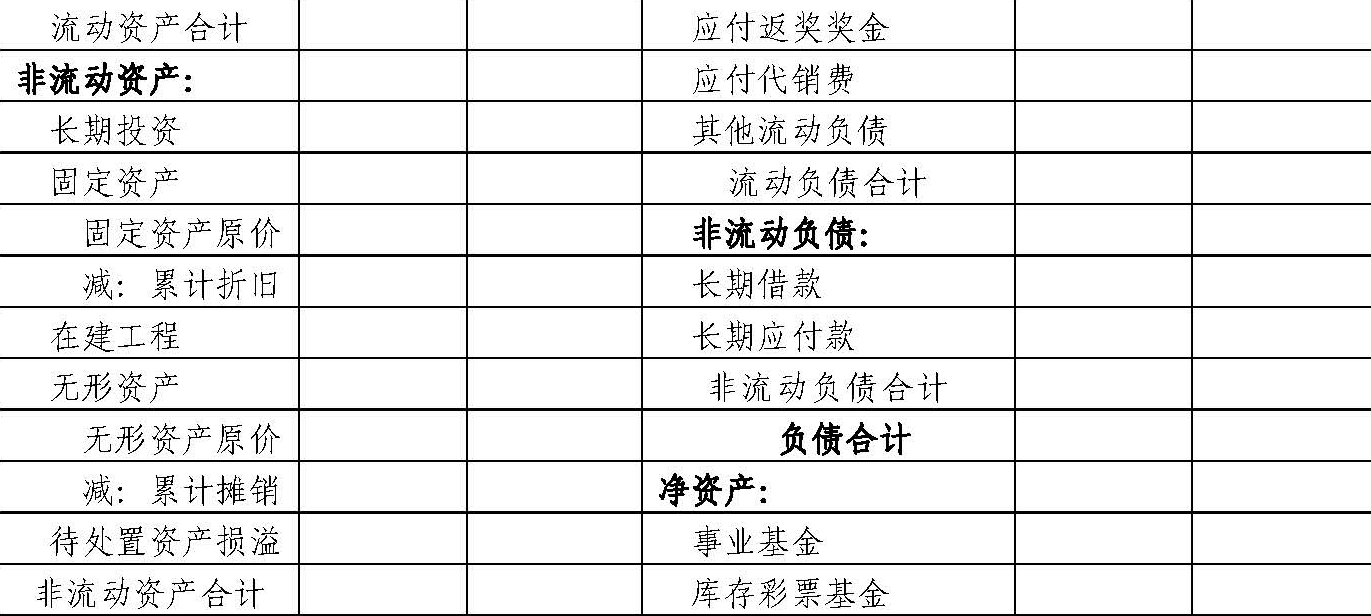 流动资产合计 应付返奖奖金
非流动资产: 应付代销费
长期投资 其他流动负债
固定资产 流动负债合计
固定资产原价 非流动负债:
减: 累计折旧 长期借款
在建工程 长期应付款
无形资产 非流动负债合计
无形资产原价 负债合计
减: 累计摊销 净资产:
待处置资产损溢 事业基金
非流动资产合计 库存彩票基金